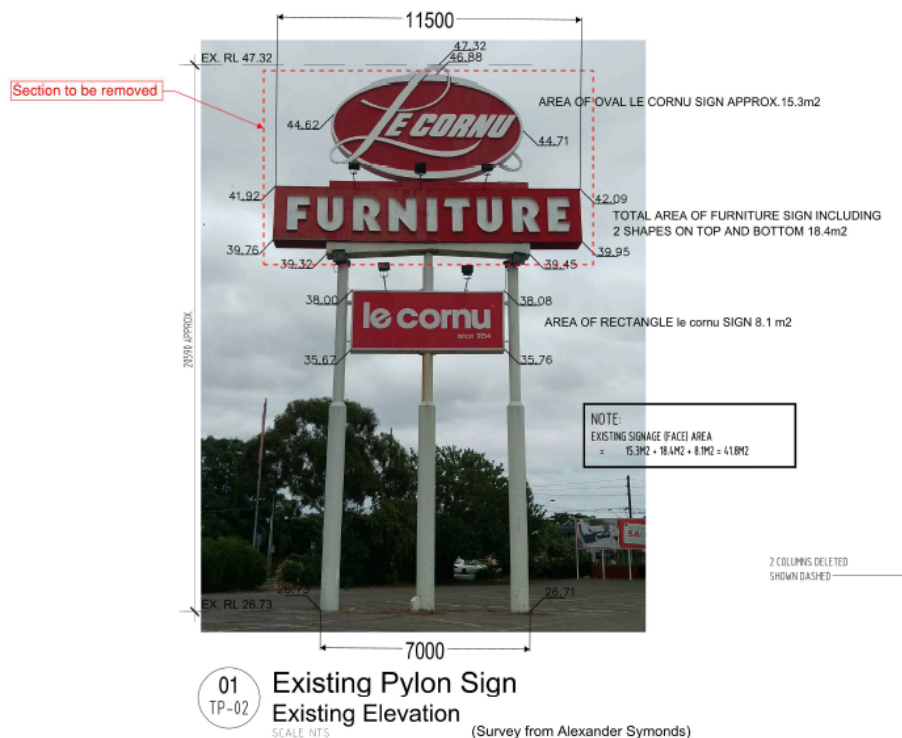 11500
47.32
46.88
EX. RL 47.32
Section to be removed
AREA OF OVAL LE CORNU SIGN APPROX.15.3m2
LE CORNU
44.62
44.71
41.92
42.09
FURNITURE
TOTAL AREA OF FURNITURE SIGN INCLUDING
2 SHAPES ON TOP AND BOTTOM 18.4m2
39.76
39.95
39.32
39.45
38.00
38.08
le cornu
since 1854
AREA OF RECTANGLE le cornu SIGN 8.1 m2
35.67
35.76
20590 APPROX.
NOTE:
EXISTING SIGNAGE (FACE) AREA
= 15.3M2 + 18.4M2 + 8.1M2 = 41.8M2
SA
2 COLUMNS DELETED
SHOWN DASHED
26.73
26.71
EX. RL 26.73
7000
01
TP-02
Existing Pylon Sign
Existing Elevation
SCALE NTS
(Survey from Alexander Symonds)